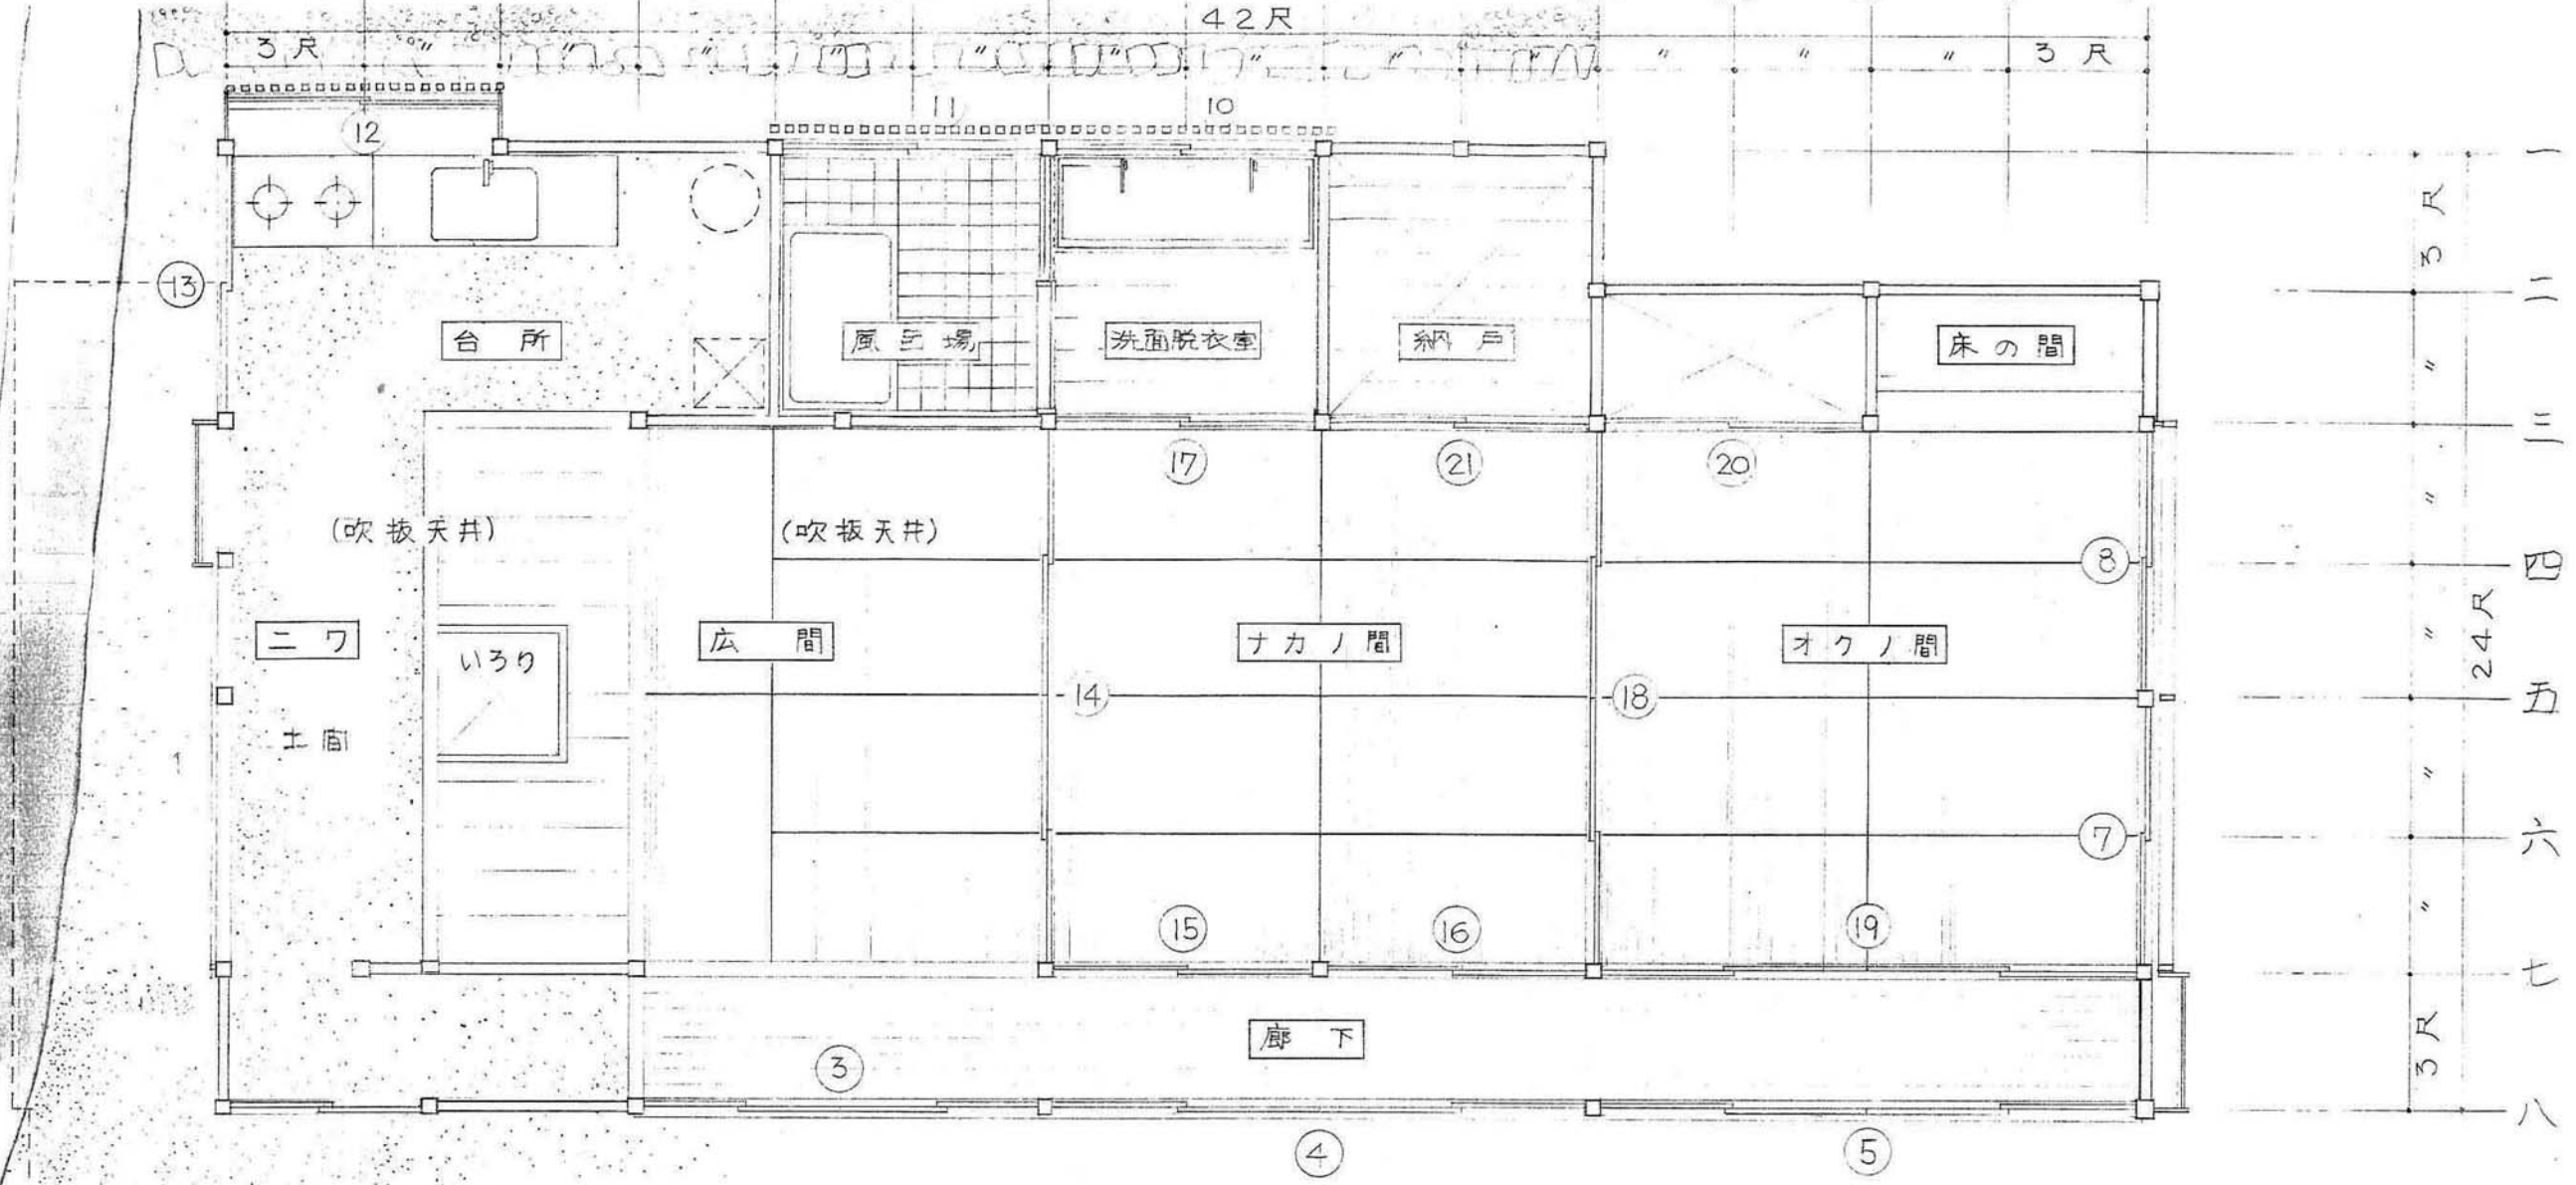 42尺
3尺 〃 〃 〃 〃 〃 〃 〃 〃 〃 〃 〃 〃 3尺
11 10
⑫
一
3尺
⑬
二
台所
風呂場
洗面脱衣室
納戸
床の間
〃
三
⑰ ㉑ ⑳
(吹抜天井)
(吹抜天井)
〃
⑧
四
ニワ
いろり
広間
ナカノ間
オクノ間
〃
24尺
⑭ ⑱
五
土間
1
〃
⑦
六
⑮ ⑯ ⑲
〃
七
廊下
3尺
③
八
④ ⑤